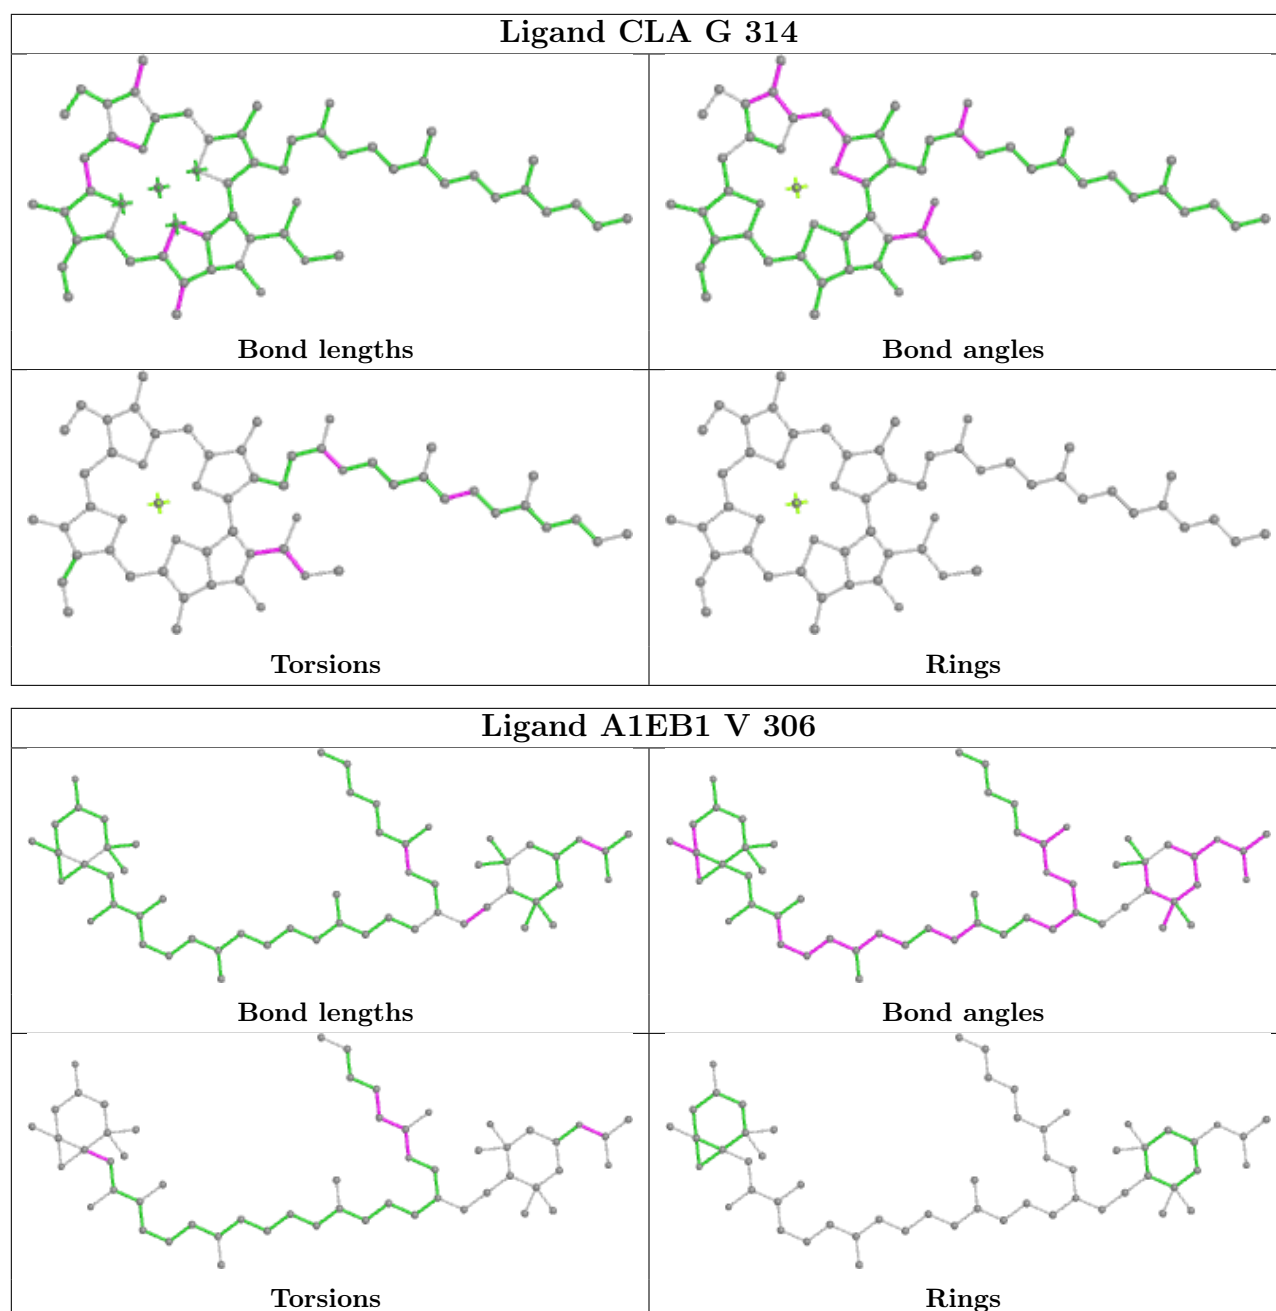 Ligand CLA G 314
Bond lengths
Bond angles
Torsions
Rings
Ligand A1EB1 V 306
Bond lengths
Bond angles
Torsions
Rings